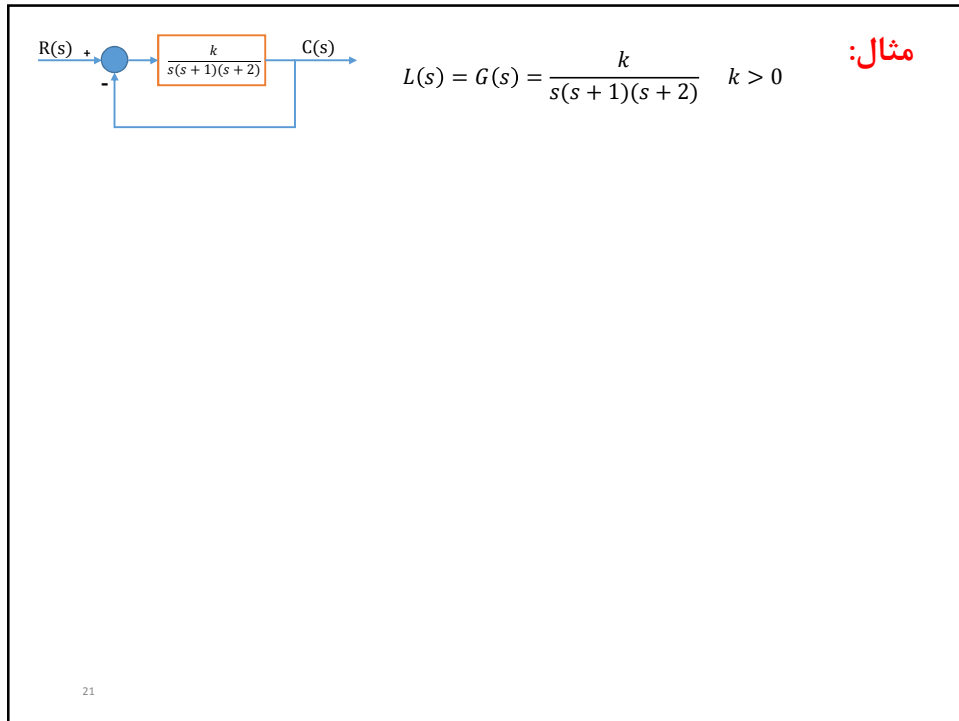 مثال:
R(s) + - k / s(s + 1)(s + 2) C(s)
L(s) = G(s) = k / s(s + 1)(s + 2) k > 0
21